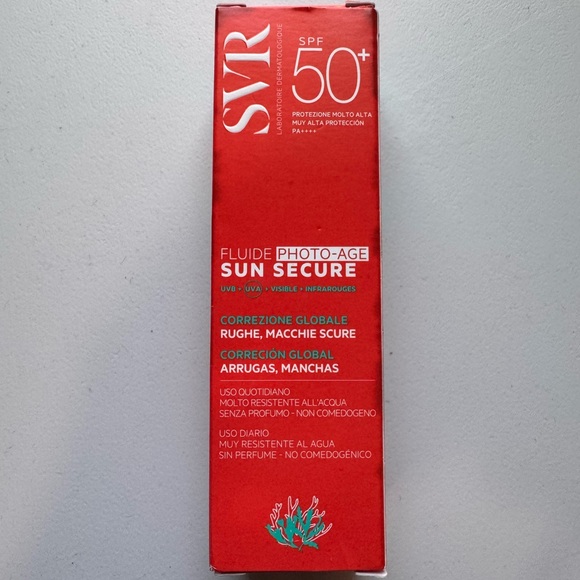 SVR
LABORATOIRE DERMATOLOGIQUE
SPF
50+
PROTEZIONE MOLTO ALTA
MUY ALTA PROTECCIÓN
PA++++
FLUIDE PHOTO-AGE
SUN SECURE
UVB • UVA • VISIBLE • INFRAROUGES
CORREZIONE GLOBALE
RUGHE, MACCHIE SCURE
CORRECIÓN GLOBAL
ARRUGAS, MANCHAS
USO QUOTIDIANO
MOLTO RESISTENTE ALL'ACQUA
SENZA PROFUMO - NON COMEDOGENO
USO DIARIO
MUY RESISTENTE AL AGUA
SIN PERFUME - NO COMEDOGÉNICO